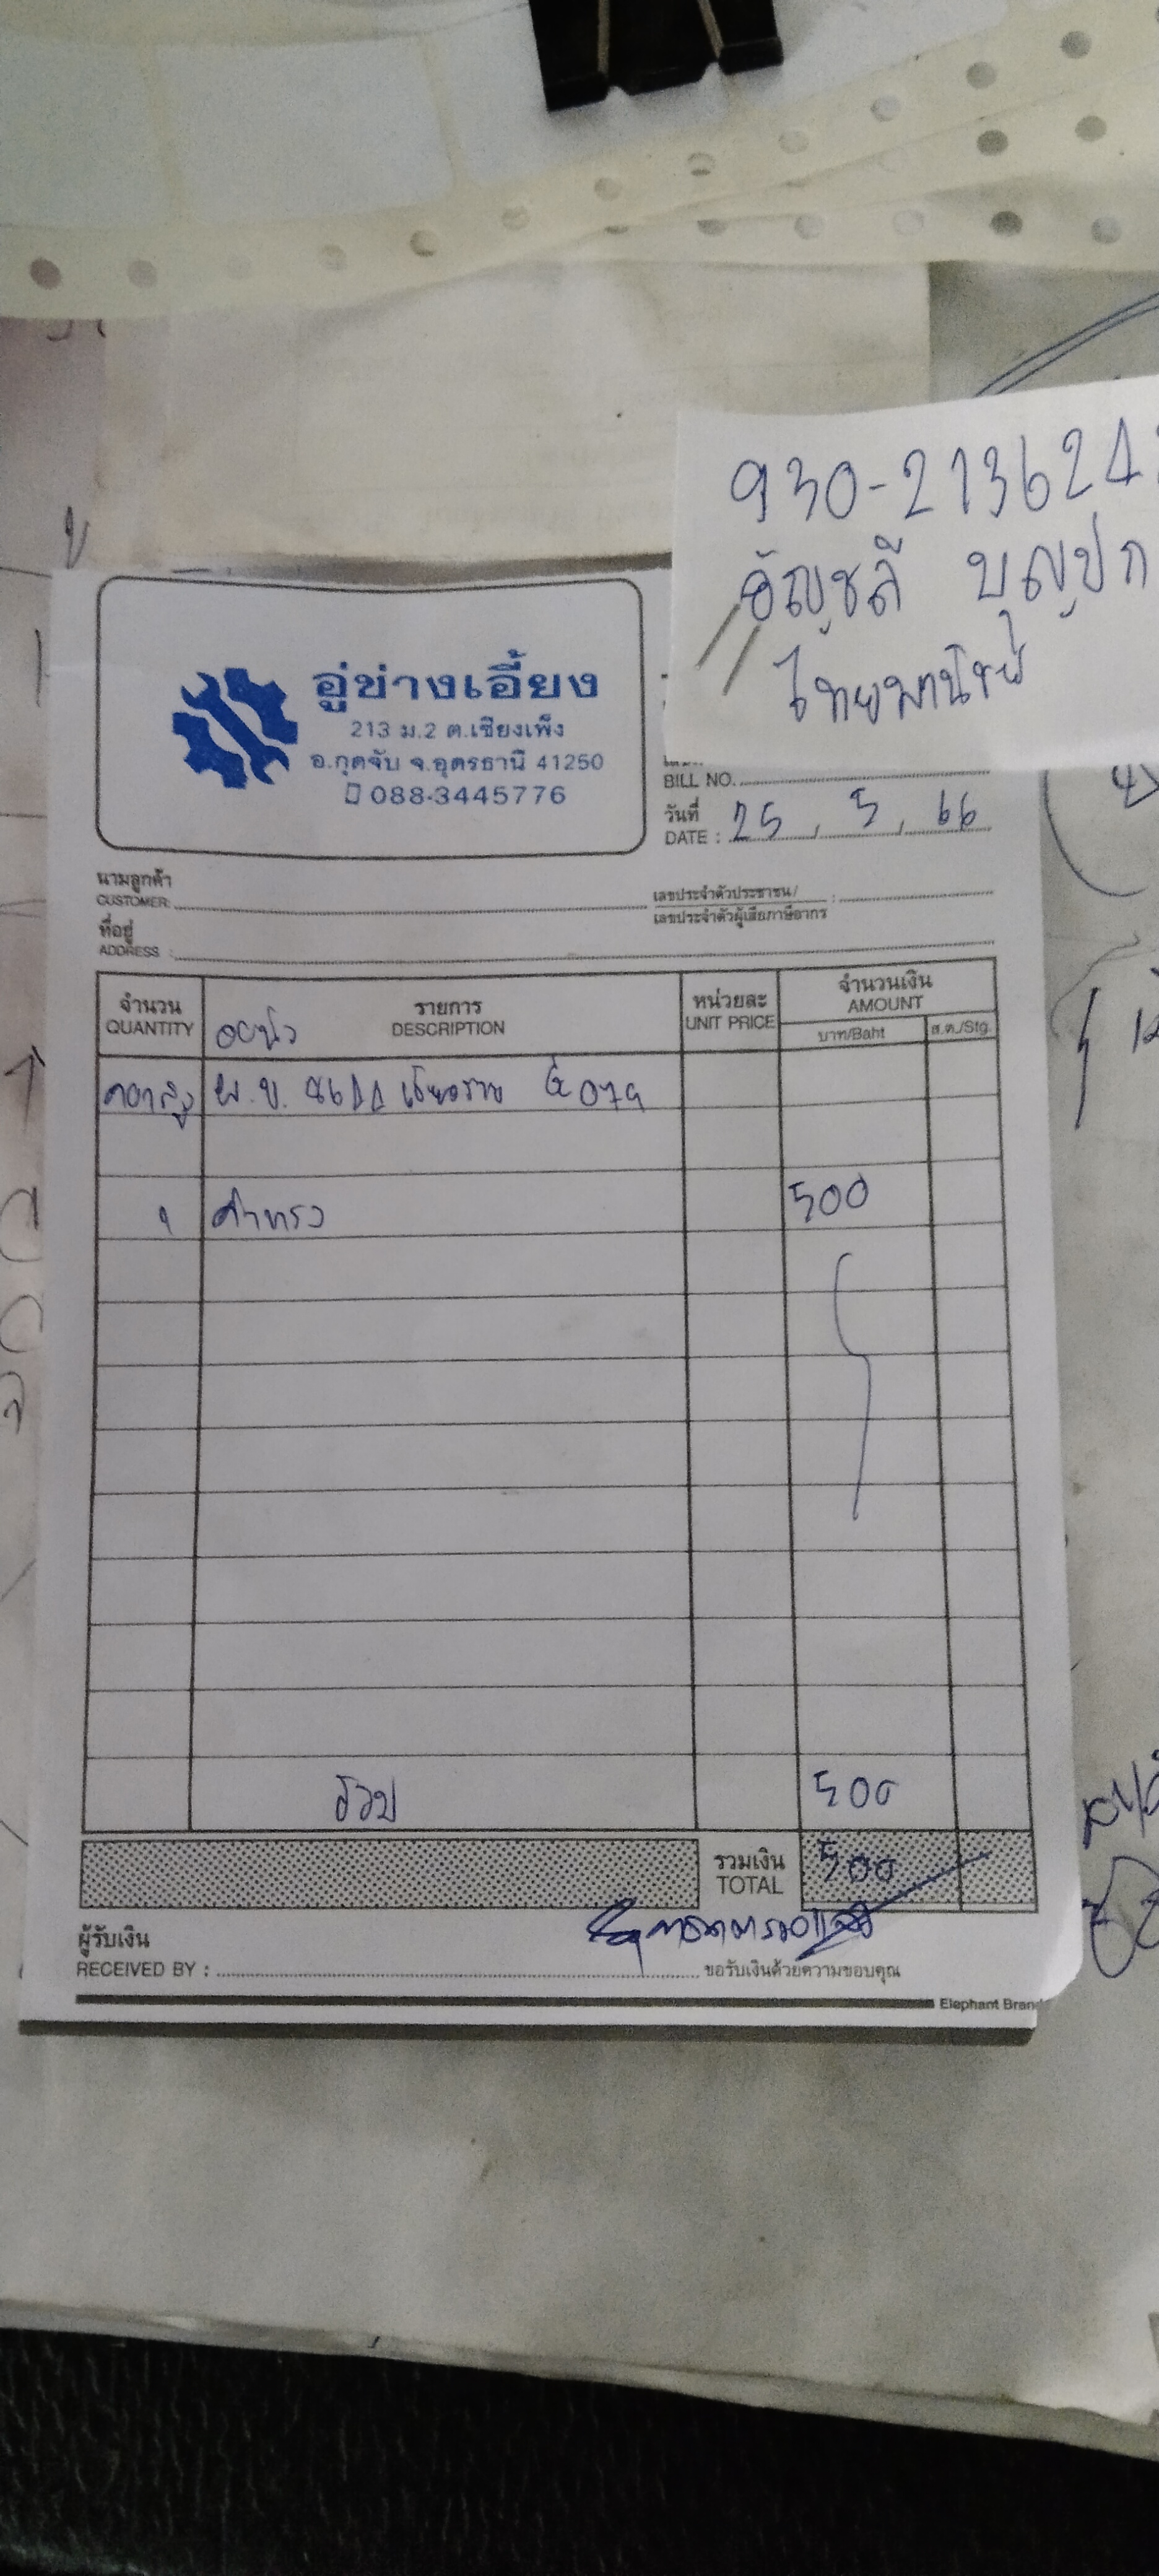 930-213624
อัญชลี บุญปก
ไทยพานิชย์
อู่ช่างเอี้ยง
213 ม.2 ต.เชียงเพ็ง
อ.กุดจับ จ.อุดรธานี 41250
088-3445776
BILL NO.
วันที่
DATE : 25 , 5 , 66
นามลูกค้า
CUSTOMER:
เลขประจำตัวประชาชน/
เลขประจำตัวผู้เสียภาษีอากร :
ที่อยู่
ADDRESS :
จำนวน รายการ หน่วยละ จำนวนเงิน
QUANTITY DESCRIPTION UNIT PRICE AMOUNT
บาท/Baht ส.ต./Stg.
1 500
รวม 500
รวมเงิน
TOTAL 500
ผู้รับเงิน
RECEIVED BY : ขอรับเงินด้วยความขอบคุณ
Elephant Bran